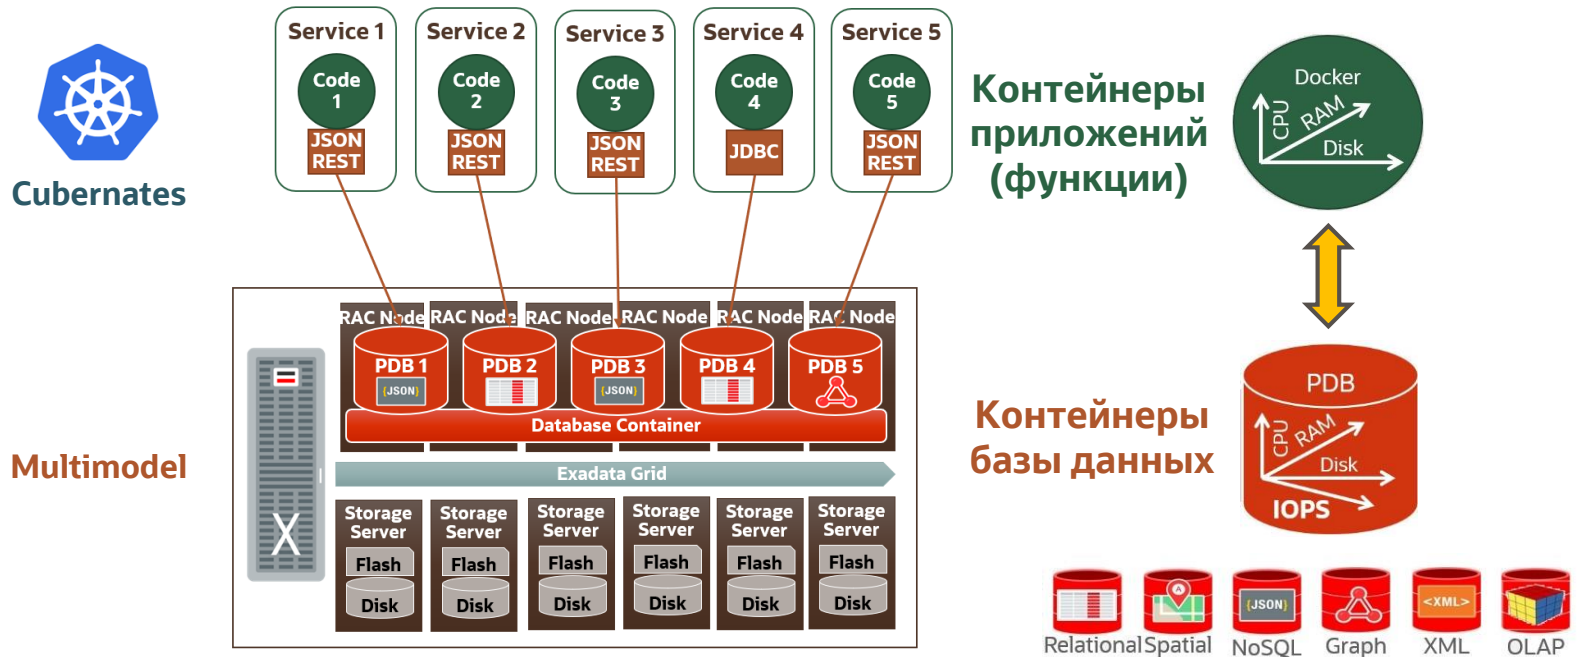 Service 1
Service 2
Service 3
Service 4
Service 5
Code
1
Code
2
Code
3
Code
4
Code
5
JSON
REST
JSON
REST
JSON
REST
JDBC
JSON
REST
Cubernates
Контейнеры
приложений
(функции)
Docker
CPU
RAM
Disk
RAC Node
RAC Node
RAC Node
RAC Node
RAC Node
RAC Node
PDB 1
{JSON}
PDB 2
PDB 3
{JSON}
PDB 4
PDB 5
Database Container
Exadata Grid
X
Multimodel
Storage
Server
Flash
Disk
Storage
Server
Flash
Disk
Storage
Server
Flash
Disk
Storage
Server
Flash
Disk
Storage
Server
Flash
Disk
Storage
Server
Flash
Disk
Контейнеры
базы данных
PDB
CPU
RAM
Disk
IOPS
A
{JSON}
<XML>
Relational
Spatial
NoSQL
Graph
XML
OLAP